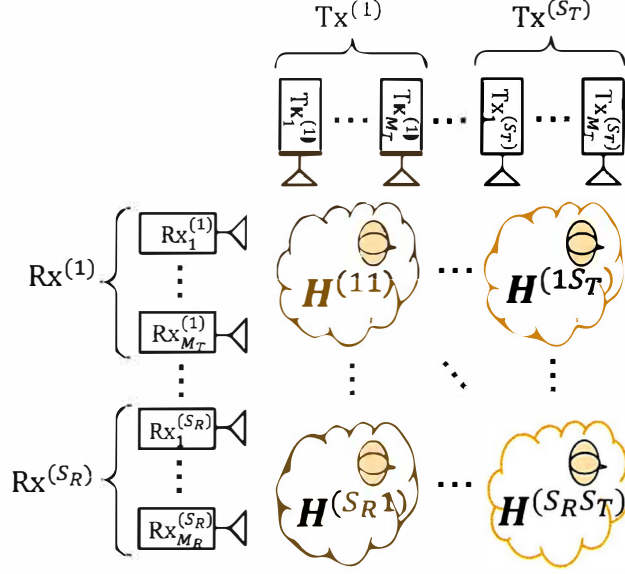 Tx^(1) Tx^(S_T)
Tx_1^(1) ... Tx_{M_T}^(1) ... Tx_1^(S_T) ... Tx_{M_T}^(S_T)
Rx_1^(1)
Rx^(1)
H^(11) ... H^(1S_T)
Rx_{M_T}^(1)
Rx_1^(S_R)
Rx^(S_R)
H^(S_R1) ... H^(S_RS_T)
Rx_{M_R}^(S_R)